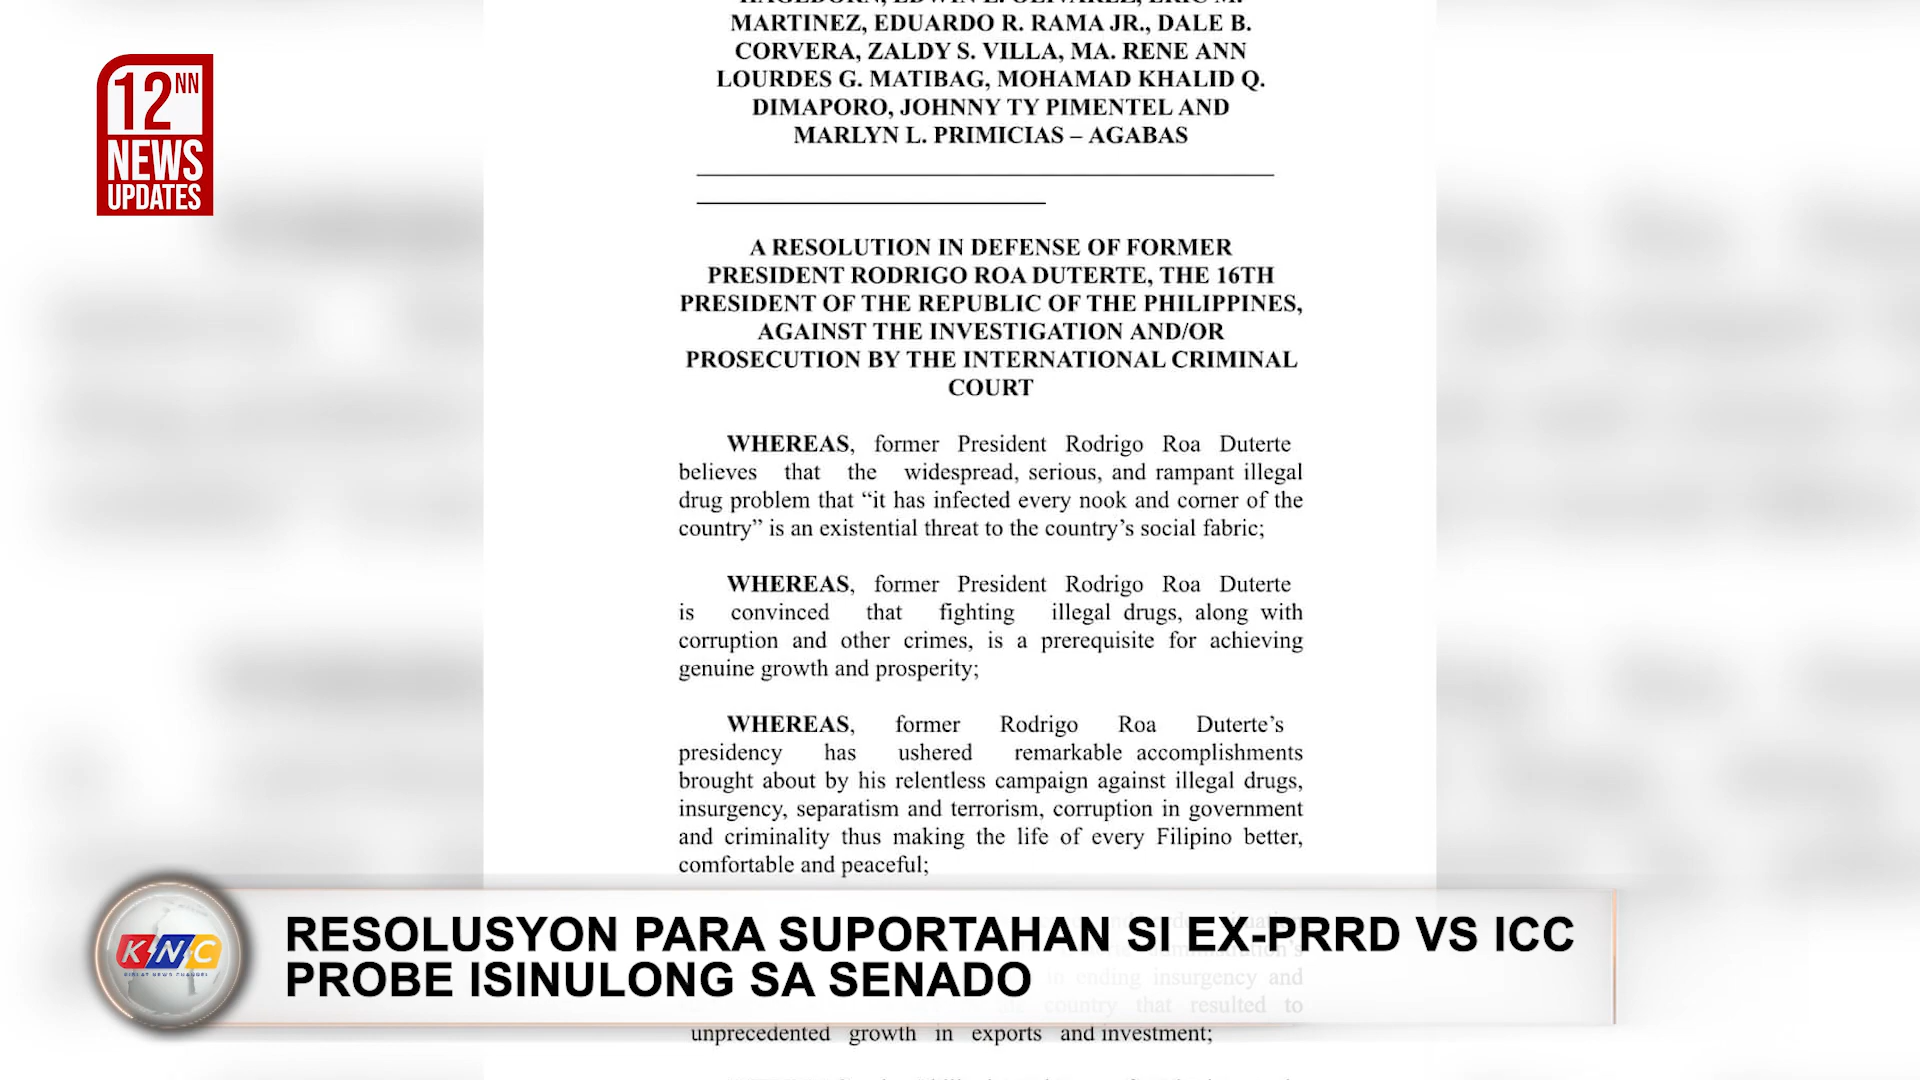 12NN
NEWS
UPDATES
MARTINEZ, EDUARDO R. RAMA JR., DALE B.
CORVERA, ZALDY S. VILLA, MA. RENE ANN
LOURDES G. MATIBAG, MOHAMAD KHALID Q.
DIMAPORO, JOHNNY TY PIMENTEL AND
MARLYN L. PRIMICIAS – AGABAS
A RESOLUTION IN DEFENSE OF FORMER
PRESIDENT RODRIGO ROA DUTERTE, THE 16TH
PRESIDENT OF THE REPUBLIC OF THE PHILIPPINES,
AGAINST THE INVESTIGATION AND/OR
PROSECUTION BY THE INTERNATIONAL CRIMINAL
COURT
WHEREAS, former President Rodrigo Roa Duterte
believes that the widespread, serious, and rampant illegal
drug problem that “it has infected every nook and corner of the
country” is an existential threat to the country’s social fabric;
WHEREAS, former President Rodrigo Roa Duterte
is convinced that fighting illegal drugs, along with
corruption and other crimes, is a prerequisite for achieving
genuine growth and prosperity;
WHEREAS, former Rodrigo Roa Duterte’s
presidency has ushered remarkable accomplishments
brought about by his relentless campaign against illegal drugs,
insurgency, separatism and terrorism, corruption in government
and criminality thus making the life of every Filipino better,
comfortable and peaceful;
in ending insurgency and
country that resulted to
unprecedented growth in exports and investment;
KNC
RESOLUSYON PARA SUPORTAHAN SI EX-PRRD VS ICC
PROBE ISINULONG SA SENADO